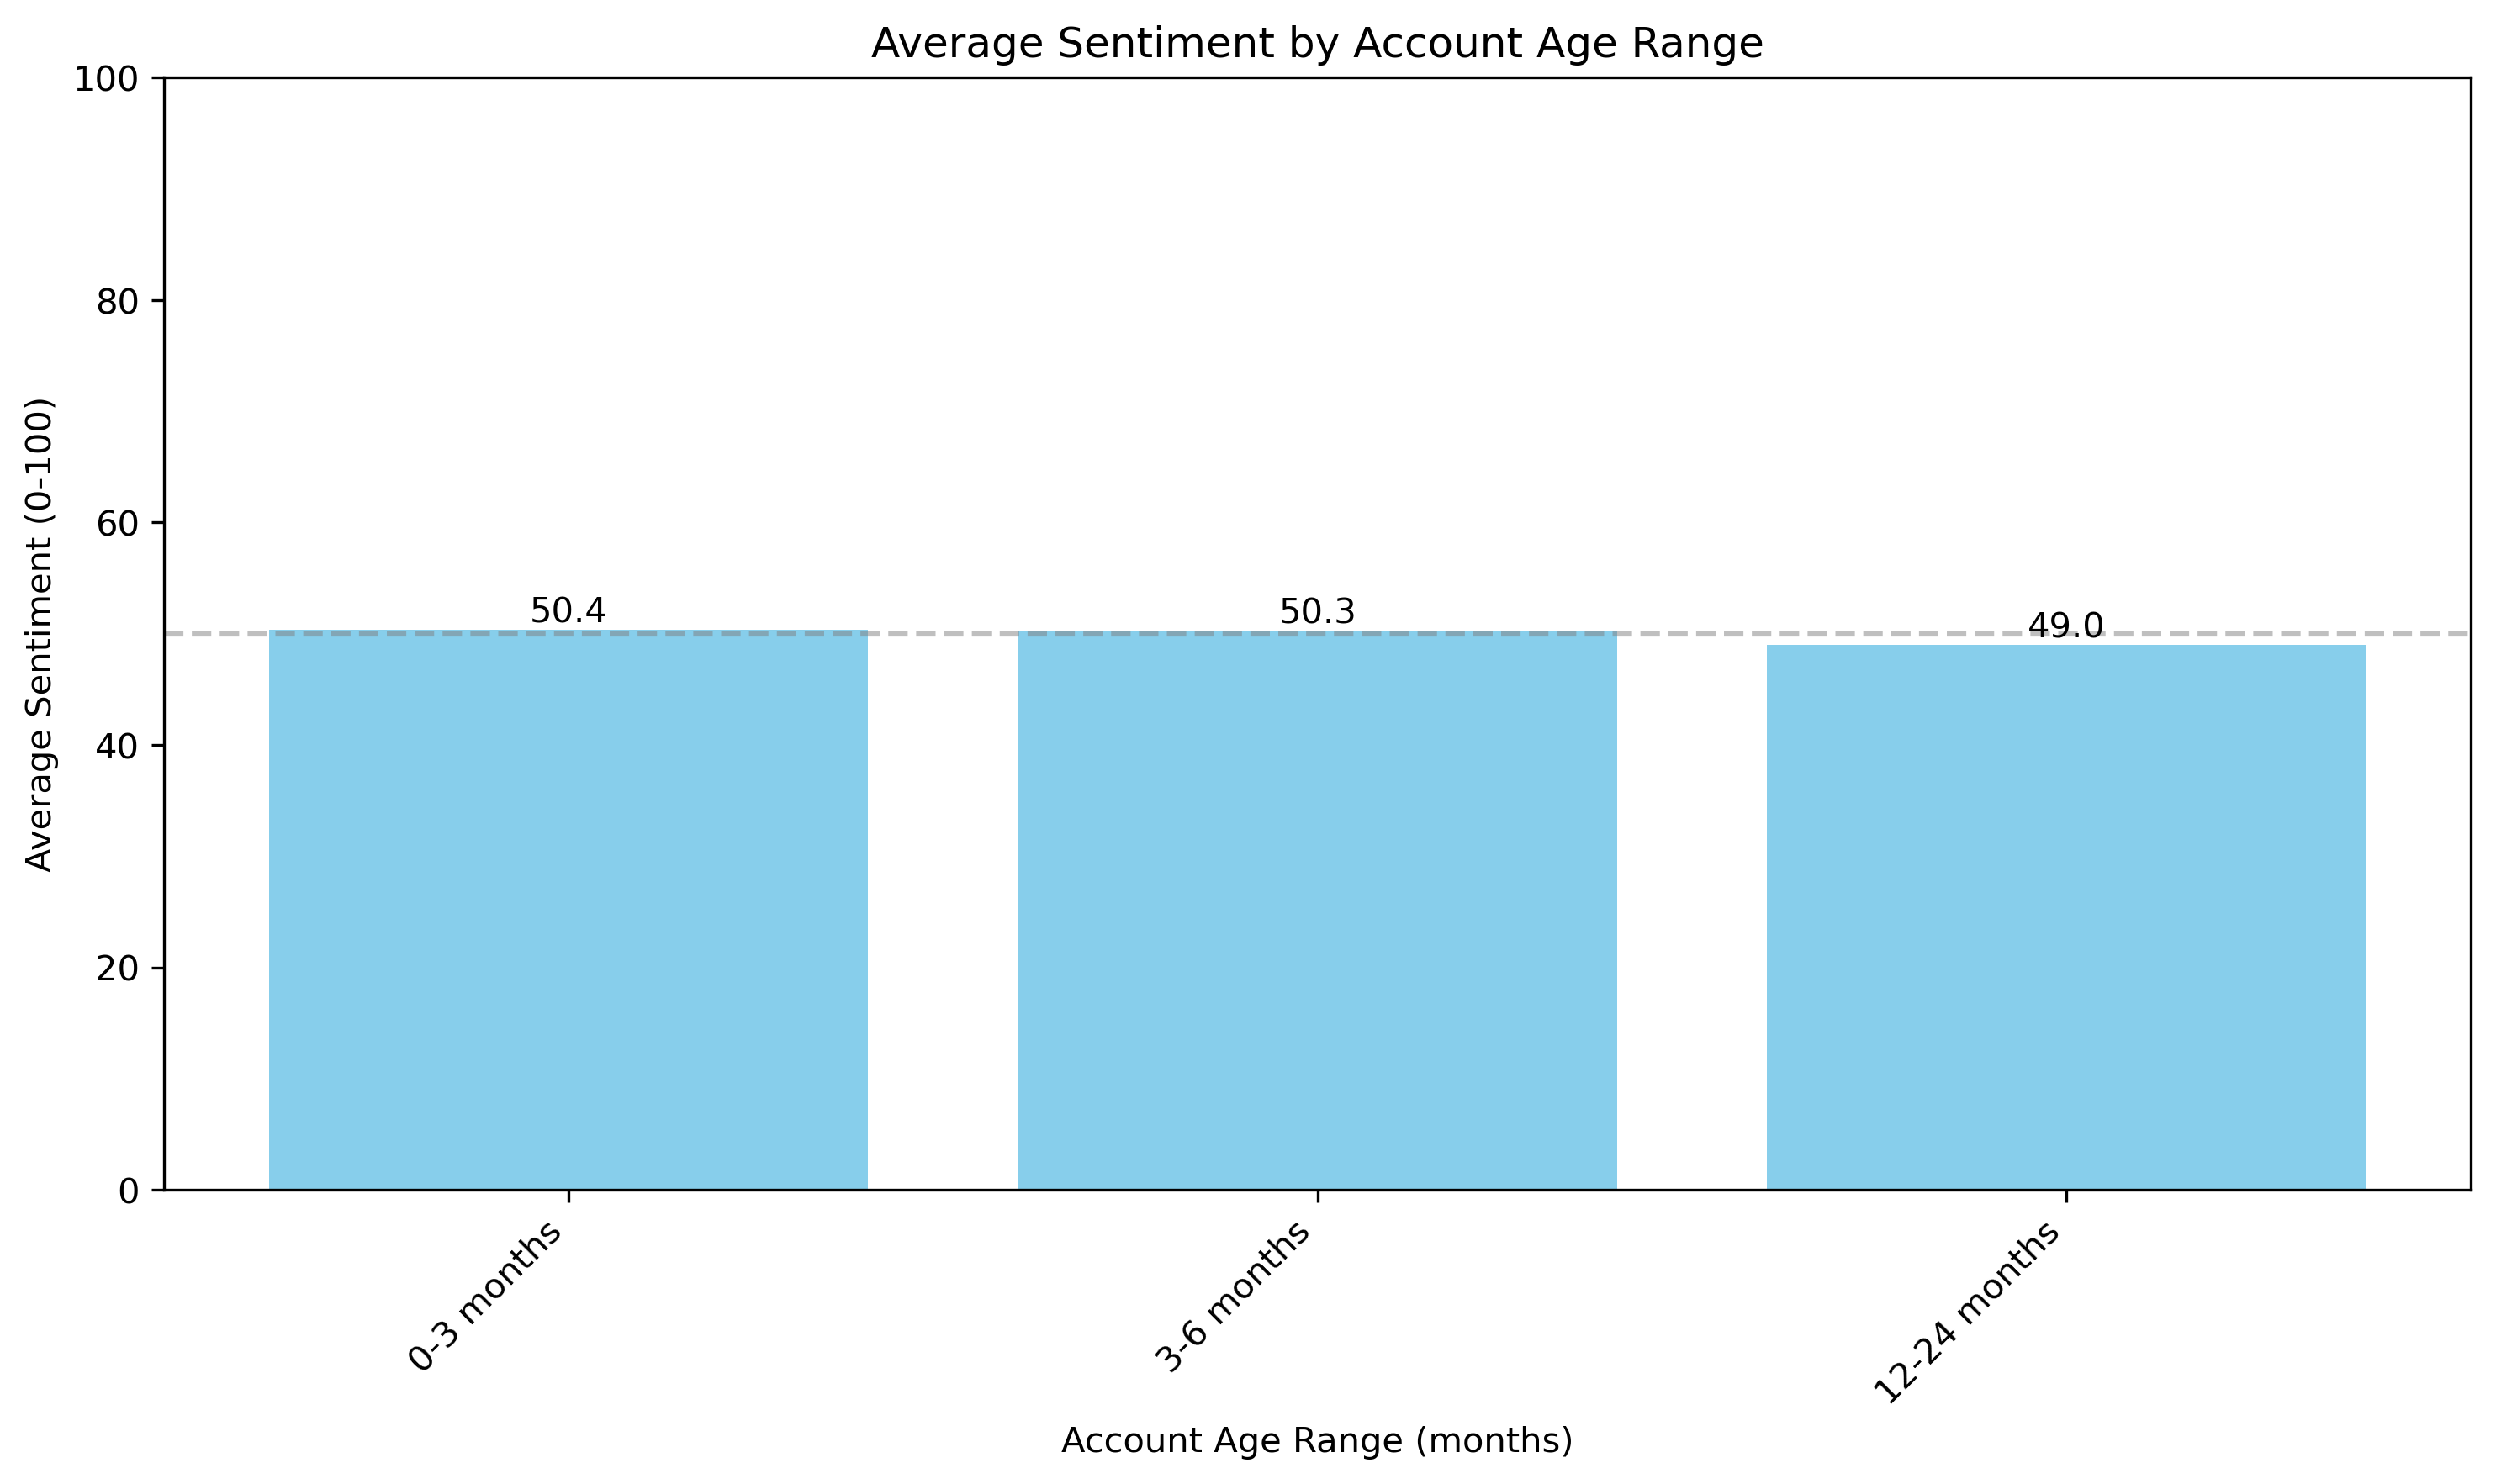 Average Sentiment by Account Age Range
Average Sentiment (0-100)
100
80
60
40
20
0
50.4
50.3
49.0
0-3 months
3-6 months
12-24 months
Account Age Range (months)